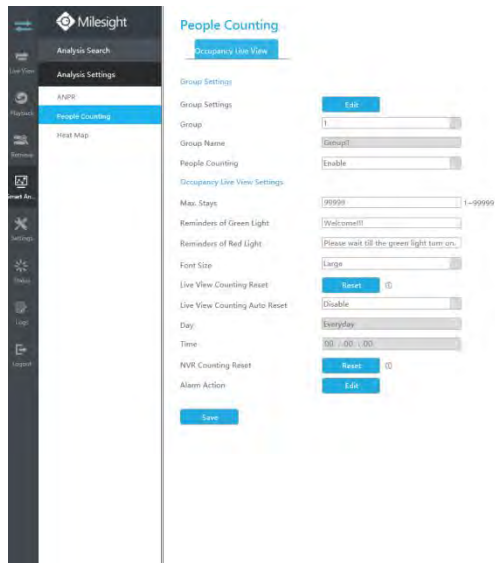 Milesight
Live View
Playback
Retrieve
Smart An...
Settings
Status
Logs
Logout
Analysis Search
Analysis Settings
ANPR
People Counting
Heat Map
People Counting
Occupancy Live View
Group Settings
Group Settings Edit
Group 1
Group Name
People Counting Enable
Occupancy Live View Settings
Max. Stays 99999 1~99999
Reminders of Green Light Welcome!!!
Reminders of Red Light Please wait till the green light turn on.
Font Size Large
Live View Counting Reset Reset
Live View Counting Auto Reset Disable
Day Everyday
Time 00 : 00 : 00
NVR Counting Reset Reset
Alarm Action Edit
Save